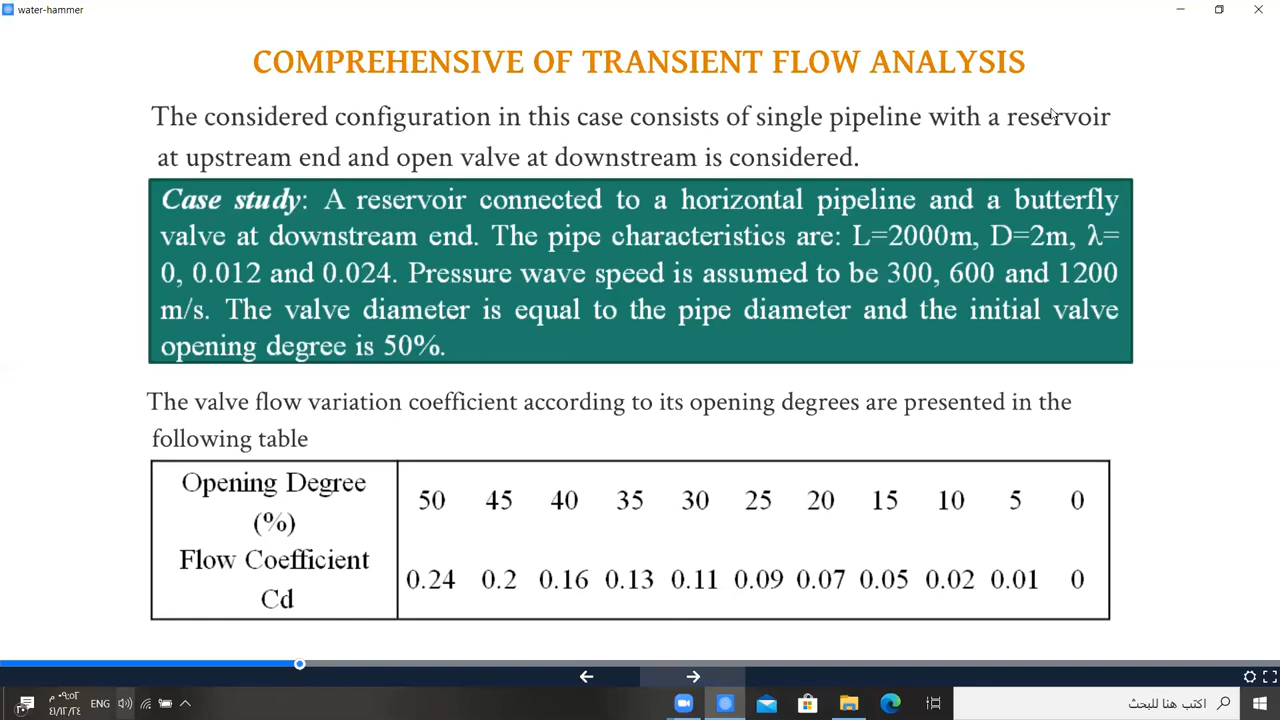 water-hammer
COMPREHENSIVE OF TRANSIENT FLOW ANALYSIS
The considered configuration in this case consists of single pipeline with a reservoir
at upstream end and open valve at downstream is considered.
Case study: A reservoir connected to a horizontal pipeline and a butterfly
valve at downstream end. The pipe characteristics are: L=2000m, D=2m, λ=
0, 0.012 and 0.024. Pressure wave speed is assumed to be 300, 600 and 1200
m/s. The valve diameter is equal to the pipe diameter and the initial valve
opening degree is 50%.
The valve flow variation coefficient according to its opening degrees are presented in the
following table
Opening Degree (%) 50 45 40 35 30 25 20 15 10 5 0
Flow Coefficient Cd 0.24 0.2 0.16 0.13 0.11 0.09 0.07 0.05 0.02 0.01 0
ENG
اكتب هنا للبحث